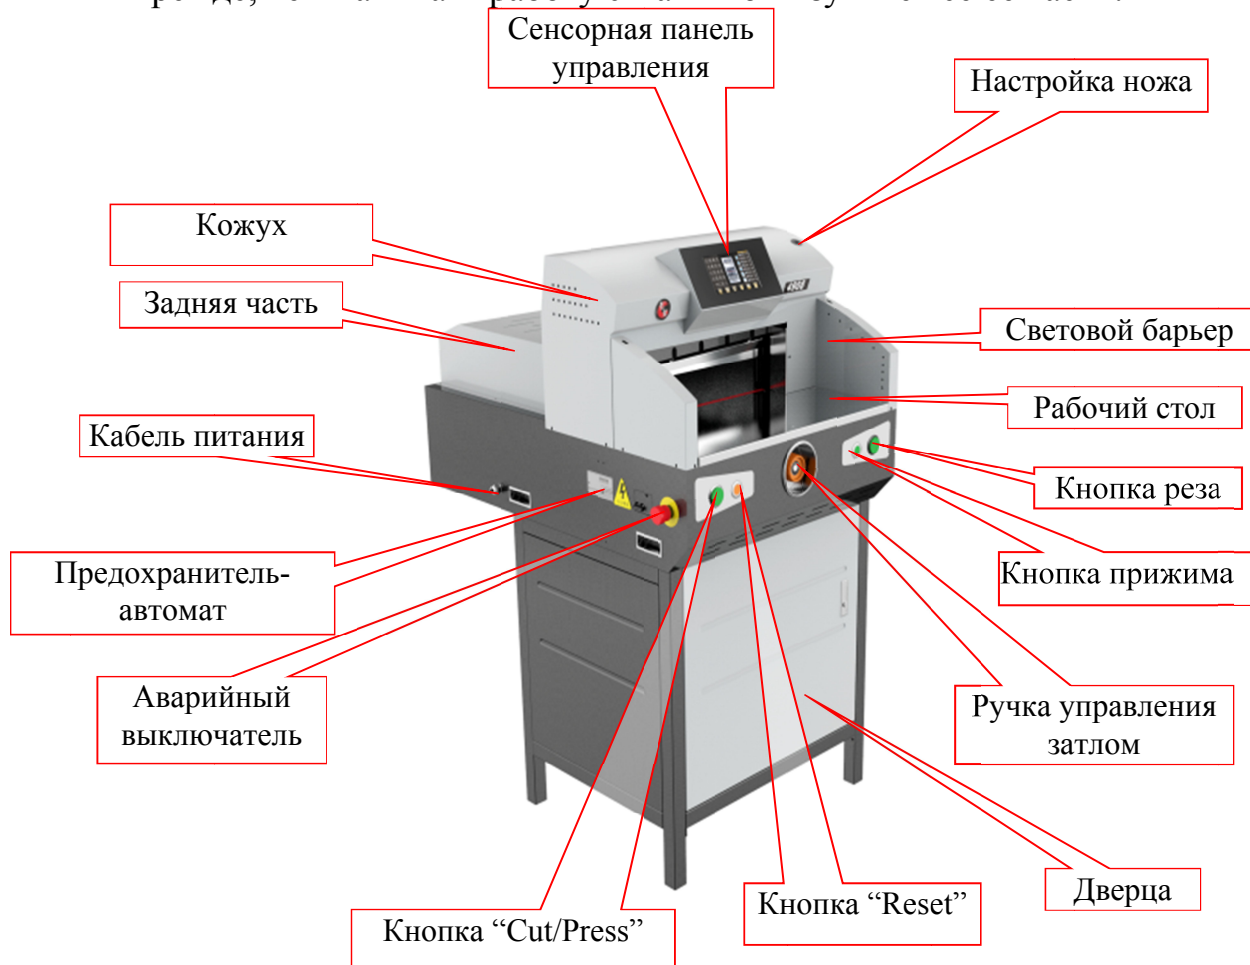 Сенсорная панель
управления
Настройка ножа
Кожух
Задняя часть
Световой барьер
Рабочий стол
Кабель питания
Кнопка реза
Предохранитель-
автомат
Кнопка прижима
Аварийный
выключатель
Ручка управления
затлом
Дверца
Кнопка “Reset”
Кнопка “Cut/Press”